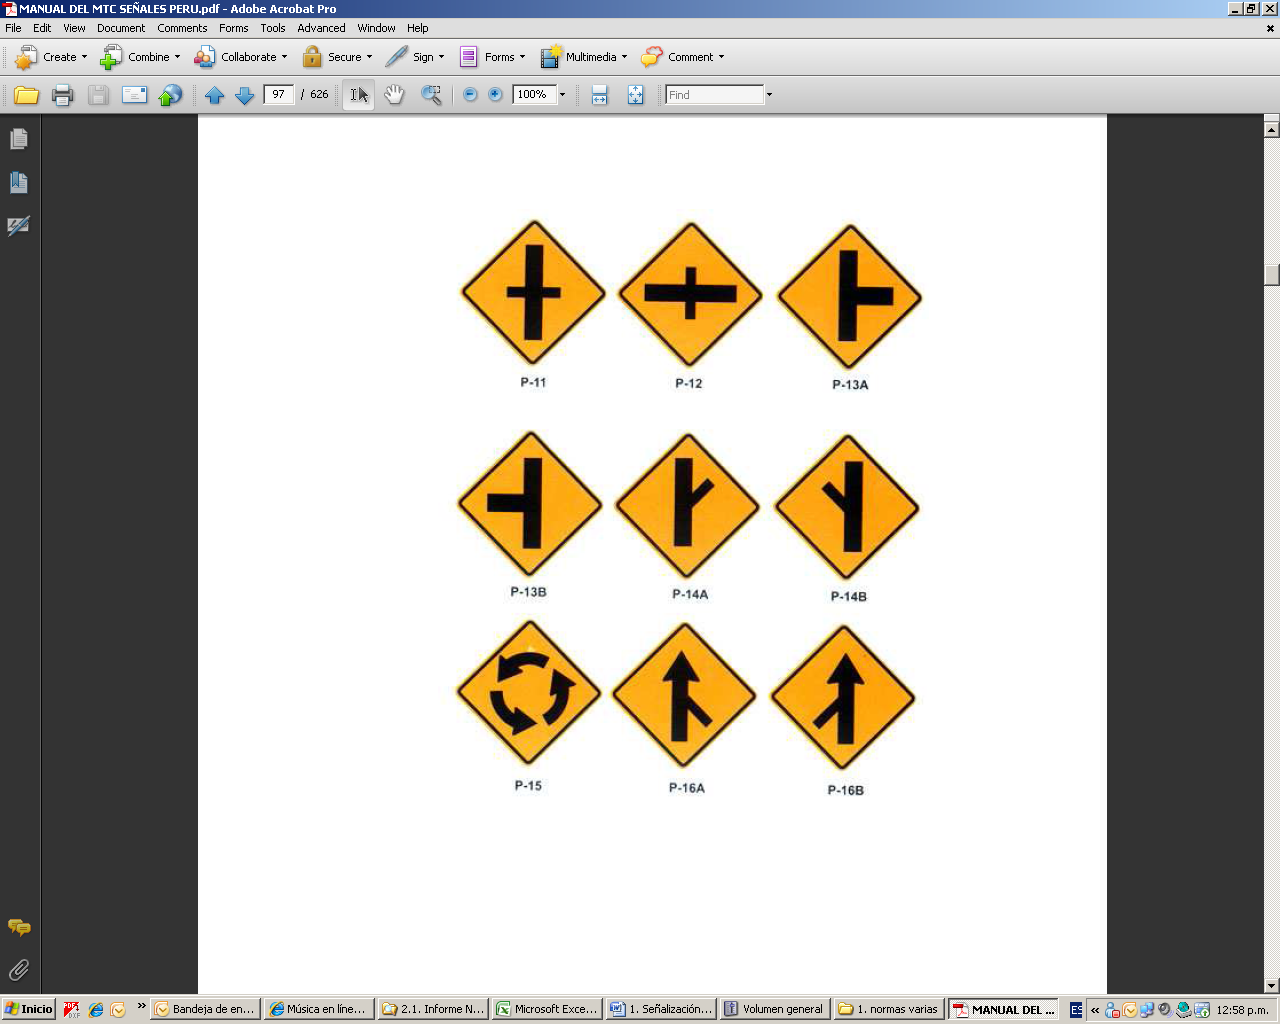 MANUAL DEL MTC SEÑALES PERU.pdf - Adobe Acrobat Pro
File Edit View Document Comments Forms Tools Advanced Window Help
Create Combine Collaborate Secure Sign Forms Multimedia Comment
97 / 626 100% Find
P-11 P-12 P-13A
P-13B P-14A P-14B
P-15 P-16A P-16B
Inicio PDF DXF » Bandeja de en... Música en líne... 2.1. Informe N... Microsoft Exce... 1. Señalización... Volumen general 1. normas varias MANUAL DEL ... ES « 12:58 p.m.